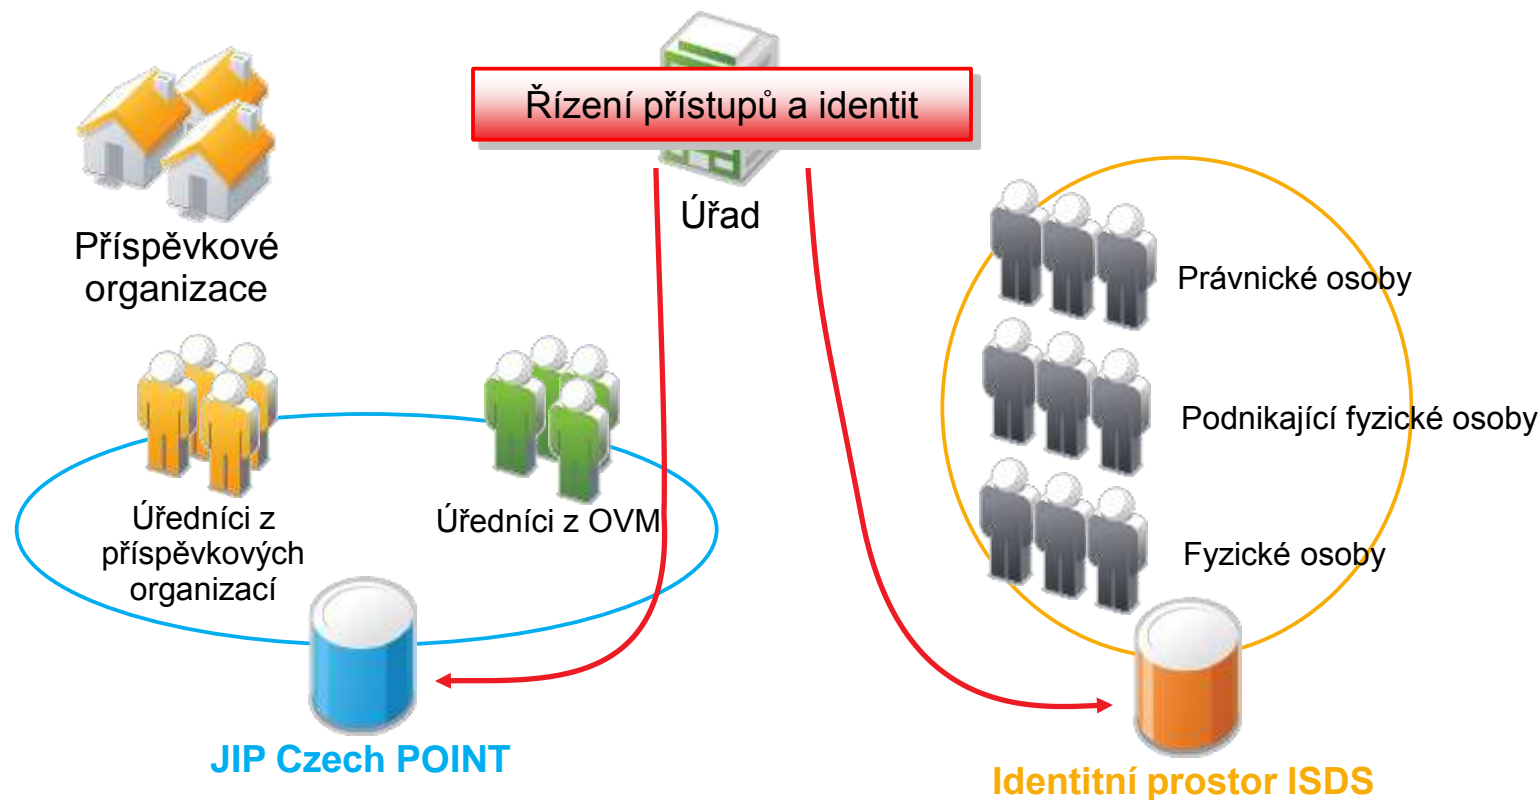 Řízení přístupů a identit
Úřad
Příspěvkové
organizace
Právnické osoby
Podnikající fyzické osoby
Fyzické osoby
Úředníci z
příspěvkových
organizací
Úředníci z OVM
JIP Czech POINT
Identitní prostor ISDS